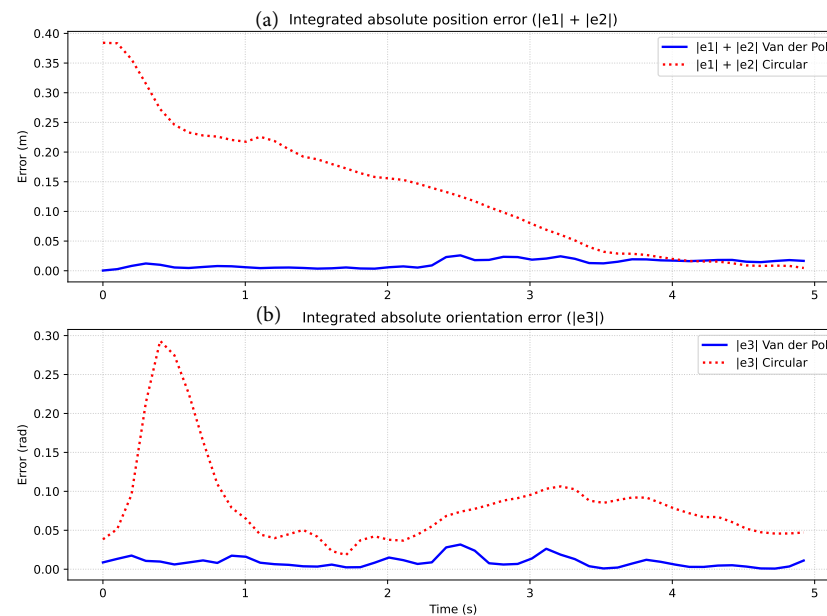 (a) Integrated absolute position error (|e1| + |e2|)
0.40
0.35
0.30
0.25
0.20
0.15
0.10
0.05
0.00
Error (m)
|e1| + |e2| Van der Pol
|e1| + |e2| Circular
0 1 2 3 4 5
(b) Integrated absolute orientation error (|e3|)
0.30
0.25
0.20
0.15
0.10
0.05
0.00
Error (rad)
|e3| Van der Pol
|e3| Circular
0 1 2 3 4 5
Time (s)